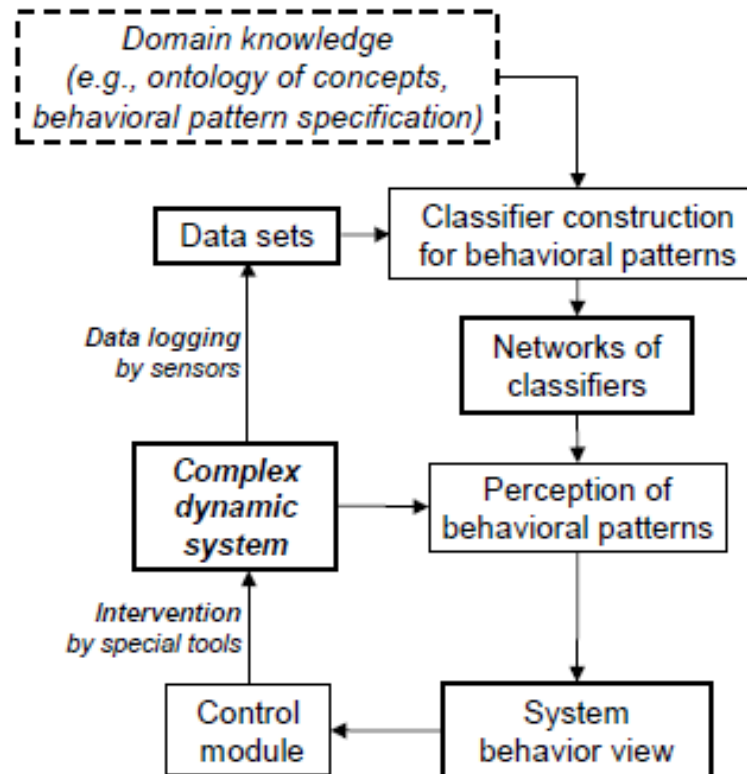 Domain knowledge
(e.g., ontology of concepts,
behavioral pattern specification)
Data sets
Classifier construction
for behavioral patterns
Data logging
by sensors
Networks of
classifiers
Complex
dynamic
system
Perception of
behavioral patterns
Intervention
by special tools
Control
module
System
behavior view